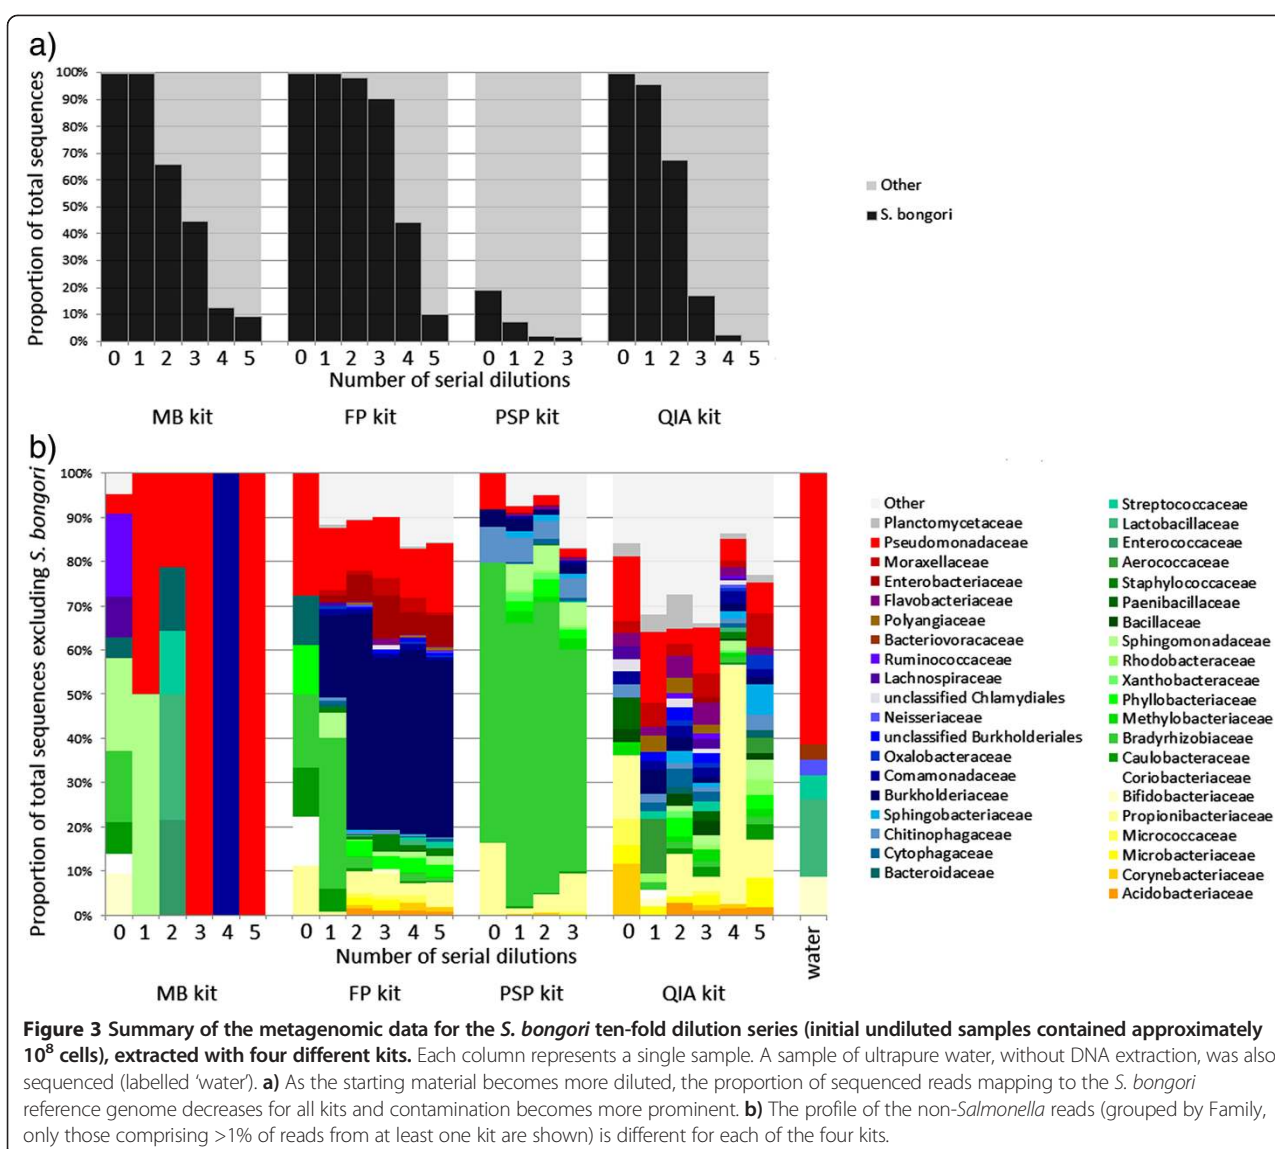 a)
Proportion of total sequences
100%
90%
80%
70%
60%
50%
40%
30%
20%
10%
0%
0 1 2 3 4 5 0 1 2 3 4 5 0 1 2 3 0 1 2 3 4 5
Number of serial dilutions
MB kit FP kit PSP kit QIA kit
Other
S. bongori
b)
Proportion of total sequences excluding S. bongori
100%
90%
80%
70%
60%
50%
40%
30%
20%
10%
0%
0 1 2 3 4 5 0 1 2 3 4 5 0 1 2 3 0 1 2 3 4 5 water
Number of serial dilutions
MB kit FP kit PSP kit QIA kit
Other
Planctomycetaceae
Pseudomonadaceae
Moraxellaceae
Enterobacteriaceae
Flavobacteriaceae
Polyangiaceae
Bacteriovoracaceae
Ruminococcaceae
Lachnospiraceae
unclassified Chlamydiales
Neisseriaceae
unclassified Burkholderiales
Oxalobacteraceae
Comamonadaceae
Burkholderiaceae
Sphingobacteriaceae
Chitinophagaceae
Cytophagaceae
Bacteroidaceae
Streptococcaceae
Lactobacillaceae
Enterococcaceae
Aerococcaceae
Staphylococcaceae
Paenibacillaceae
Bacillaceae
Sphingomonadaceae
Rhodobacteraceae
Xanthobacteraceae
Phyllobacteriaceae
Methylobacteriaceae
Bradyrhizobiaceae
Caulobacteraceae
Coriobacteriaceae
Bifidobacteriaceae
Propionibacteriaceae
Micrococcaceae
Microbacteriaceae
Corynebacteriaceae
Acidobacteriaceae
Figure 3 Summary of the metagenomic data for the S. bongori ten-fold dilution series (initial undiluted samples contained approximately
10⁸ cells), extracted with four different kits. Each column represents a single sample. A sample of ultrapure water, without DNA extraction, was also
sequenced (labelled ‘water’). a) As the starting material becomes more diluted, the proportion of sequenced reads mapping to the S. bongori
reference genome decreases for all kits and contamination becomes more prominent. b) The profile of the non-Salmonella reads (grouped by Family,
only those comprising >1% of reads from at least one kit are shown) is different for each of the four kits.